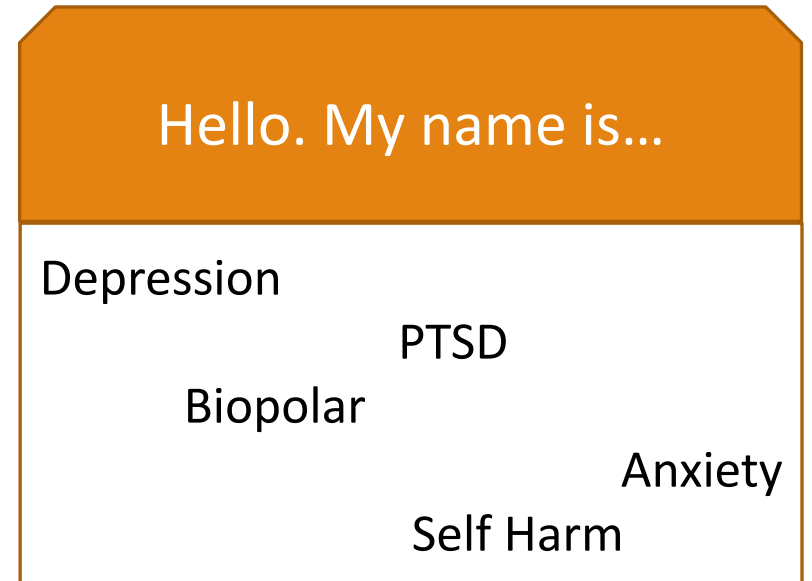 Hello. My name is…
Depression
PTSD
Biopolar
Anxiety
Self Harm